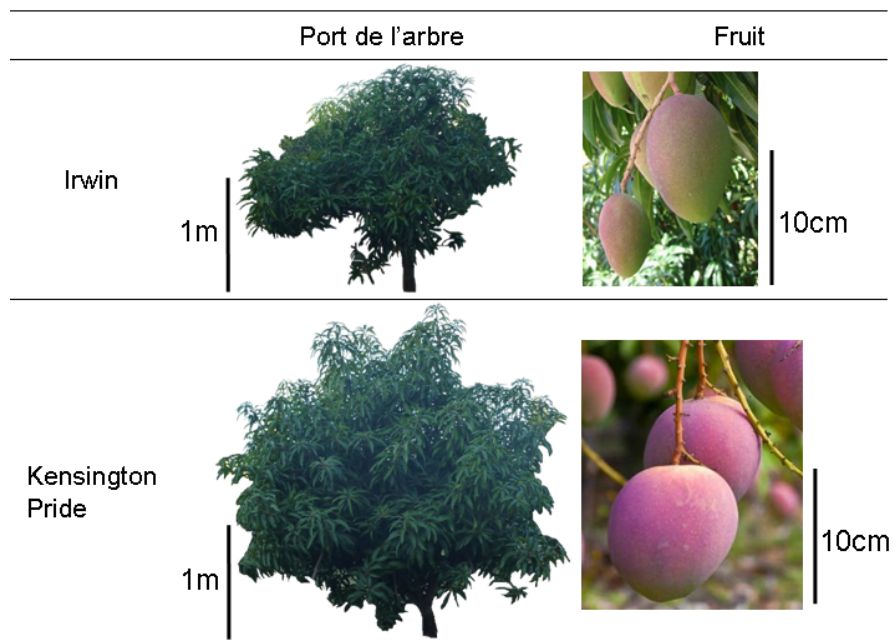 Port de l’arbre
Fruit
Irwin
1m
10cm
Kensington
Pride
1m
10cm